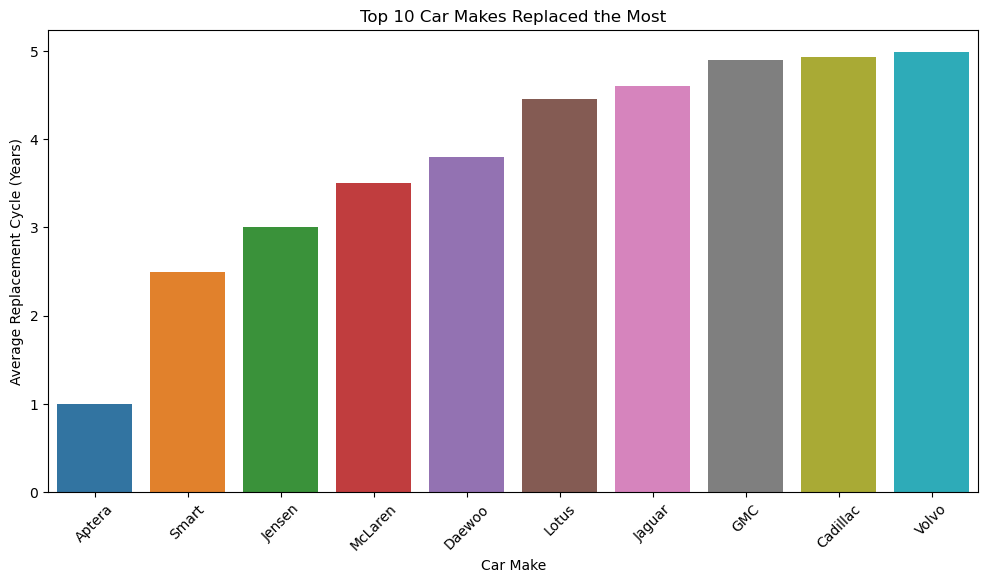 Top 10 Car Makes Replaced the Most
Average Replacement Cycle (Years)
5
4
3
2
1
0
Aptera
Smart
Jensen
McLaren
Daewoo
Lotus
Jaguar
GMC
Cadillac
Volvo
Car Make